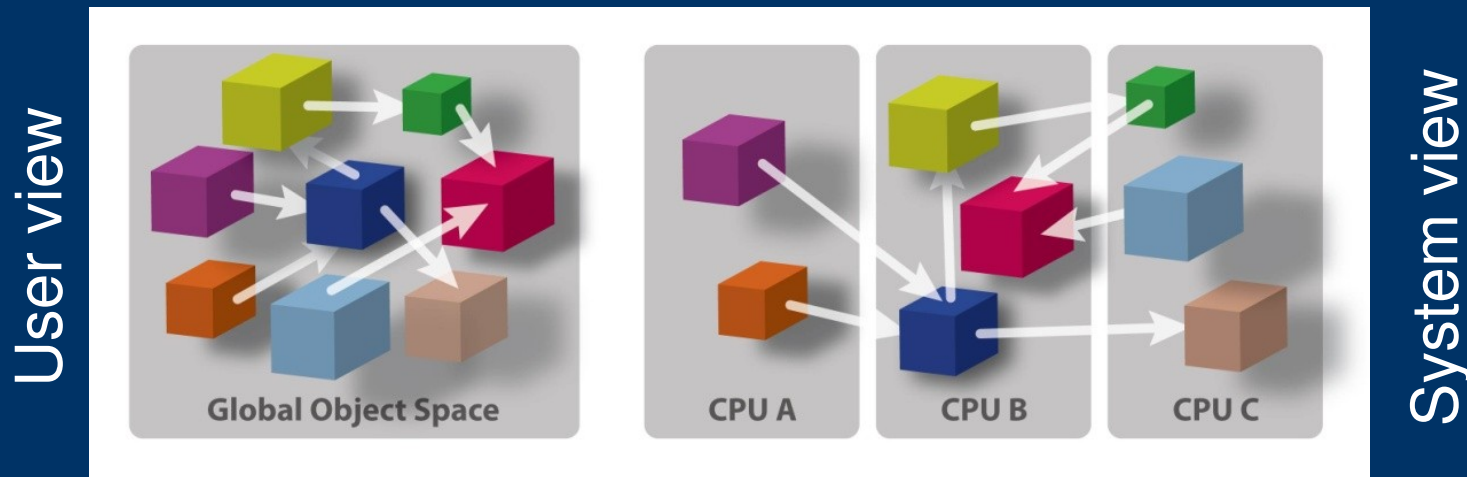 User view
Global Object Space
CPU A
CPU B
CPU C
System view